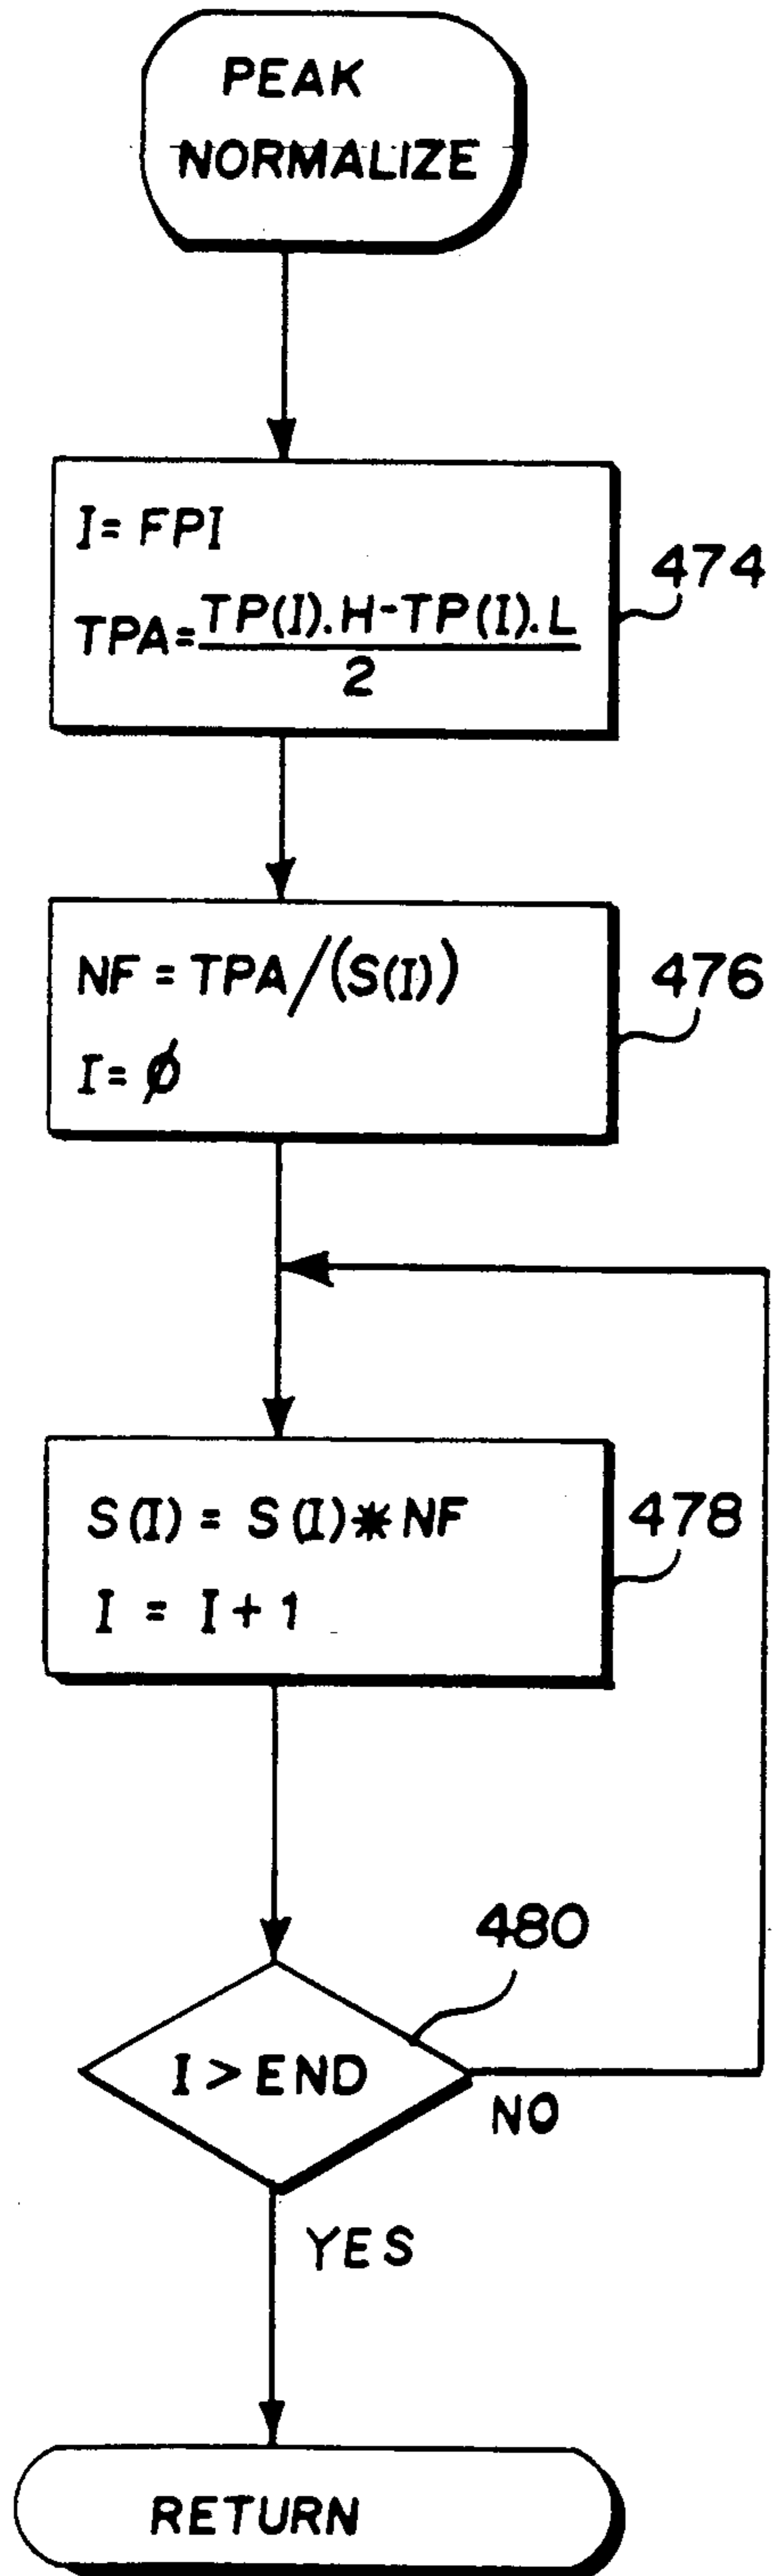 PEAK
NORMALIZE
I = FPI
TPA = TP(I).H-TP(I).L
2
474
NF = TPA/(S(I))
I = Ø
476
S(I) = S(I)*NF
I = I + 1
478
480
I > END
NO
YES
RETURN